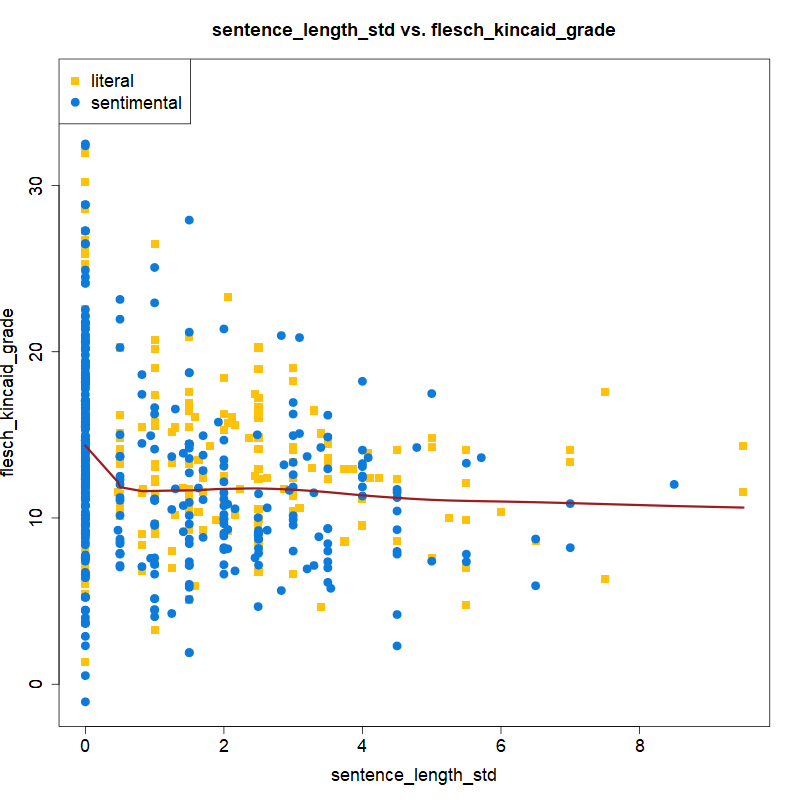 sentence_length_std vs. flesch_kincaid_grade
literal
sentimental
30
20
10
0
flesch_kincaid_grade
0
2
4
6
8
sentence_length_std